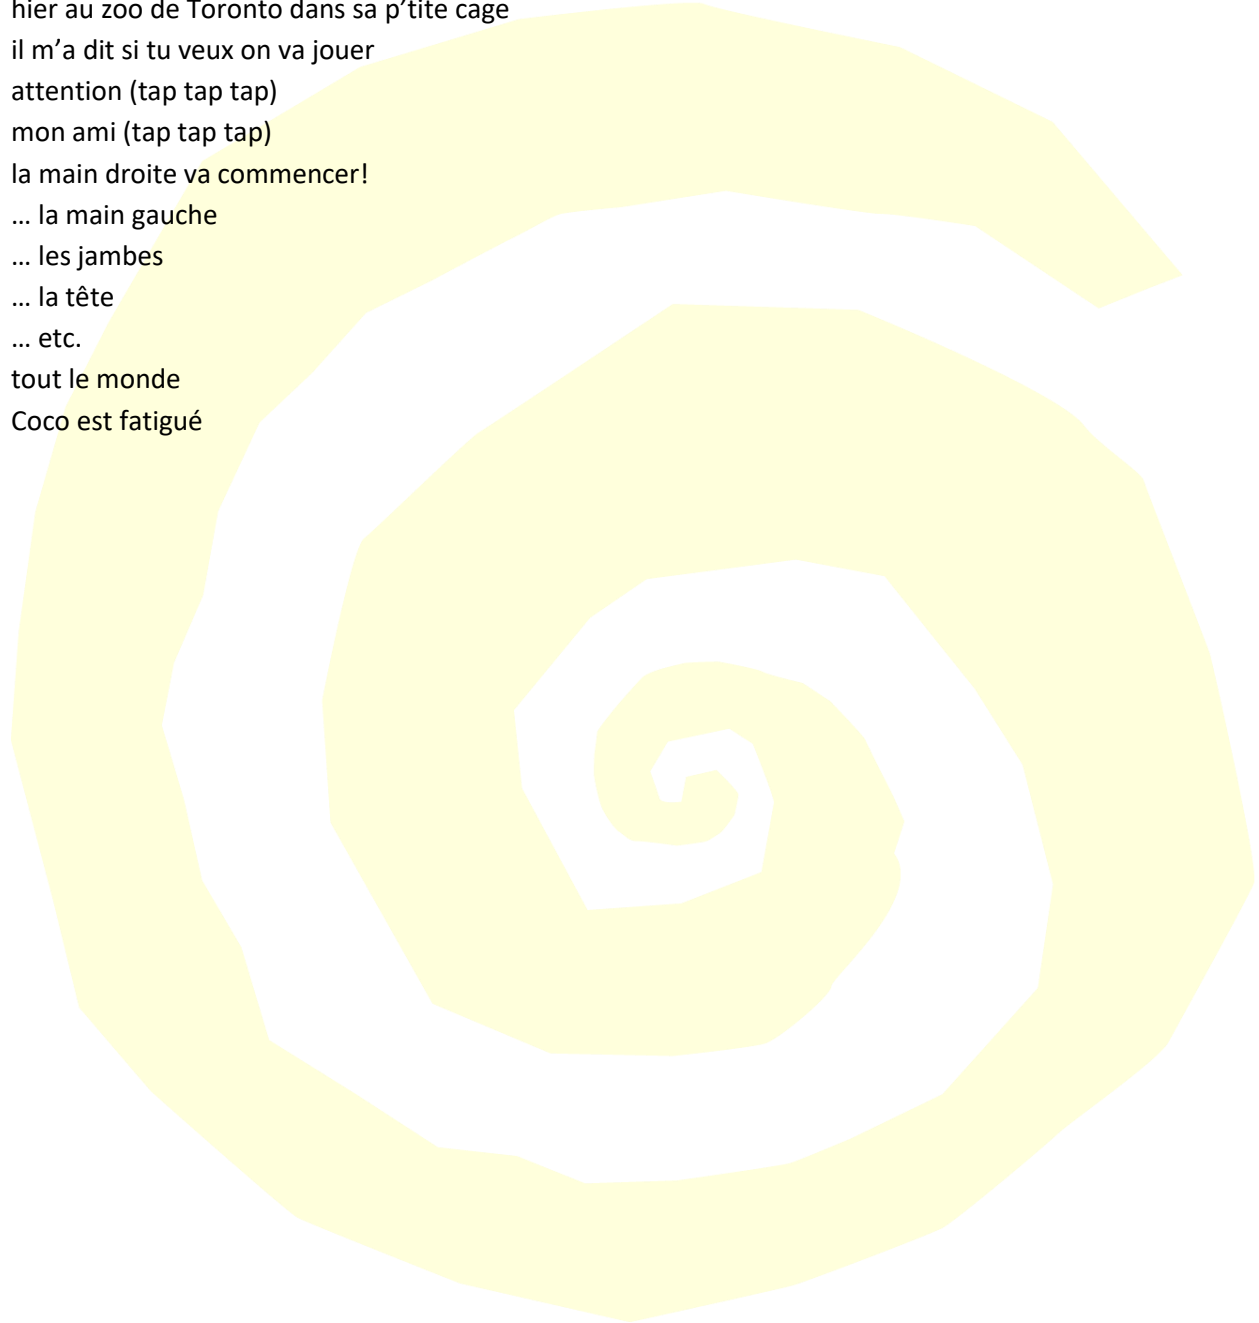 hier au zoo de Toronto dans sa p’tite cage
il m’a dit si tu veux on va jouer
attention (tap tap tap)
mon ami (tap tap tap)
la main droite va commencer!
… la main gauche
… les jambes
… la tête
… etc.
tout le monde
Coco est fatigué